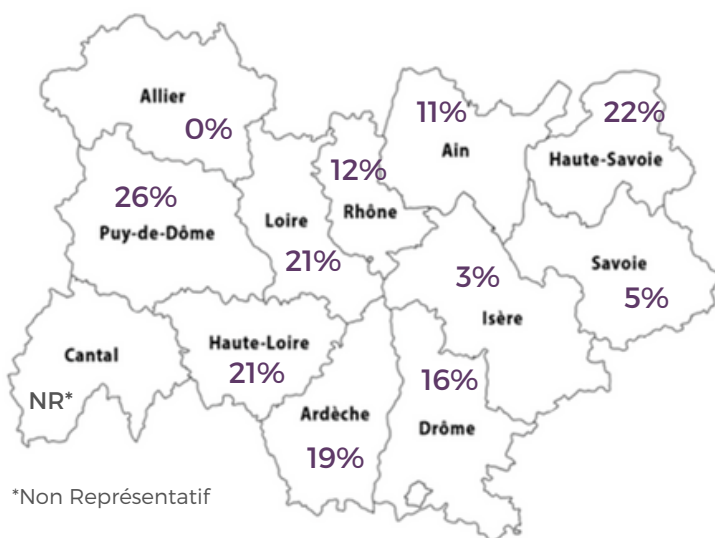 Allier
0%
11%
Ain
22%
Haute-Savoie
26%
Puy-de-Dôme
Loire
21%
12%
Rhône
3%
Isère
Savoie
5%
Cantal
NR*
Haute-Loire
21%
Ardèche
19%
16%
Drôme
*Non Représentatif